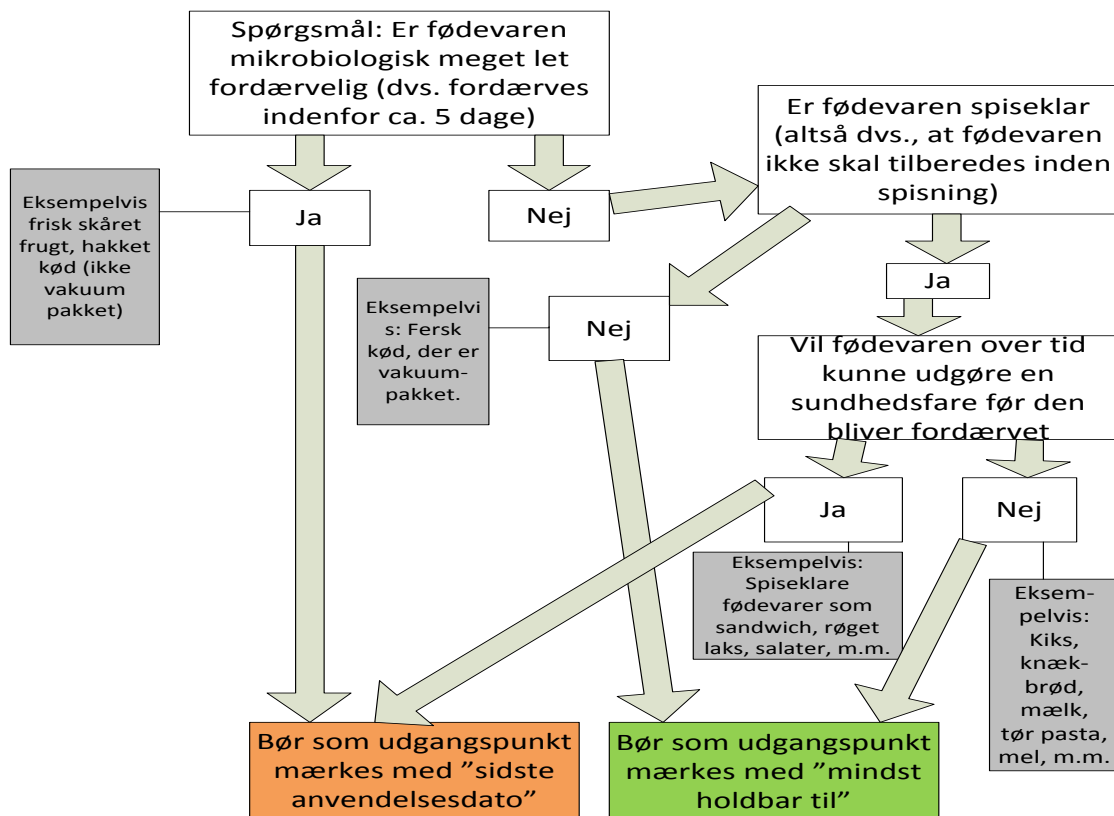 Spørgsmål: Er fødevaren
mikrobiologisk meget let
fordærvelig (dvs. fordærves
indenfor ca. 5 dage)
Er fødevaren spiseklar
(altså dvs., at fødevaren
ikke skal tilberedes inden
spisning)
Eksempelvis
frisk skåret
frugt, hakket
kød (ikke
vakuum
pakket)
Ja
Nej
Ja
Eksempelvi
s: Fersk
kød, der er
vakuum-
pakket.
Nej
Vil fødevaren over tid
kunne udgøre en
sundhedsfare før den
bliver fordærvet
Ja
Nej
Eksempelvis:
Spiseklare
fødevarer som
sandwich, røget
laks, salater, m.m.
Eksem-
pelvis:
Kiks,
knæk-
brød,
mælk,
tør pasta,
mel, m.m.
Bør som udgangspunkt
mærkes med ”sidste
anvendelsesdato”
Bør som udgangspunkt
mærkes med ”mindst
holdbar til”